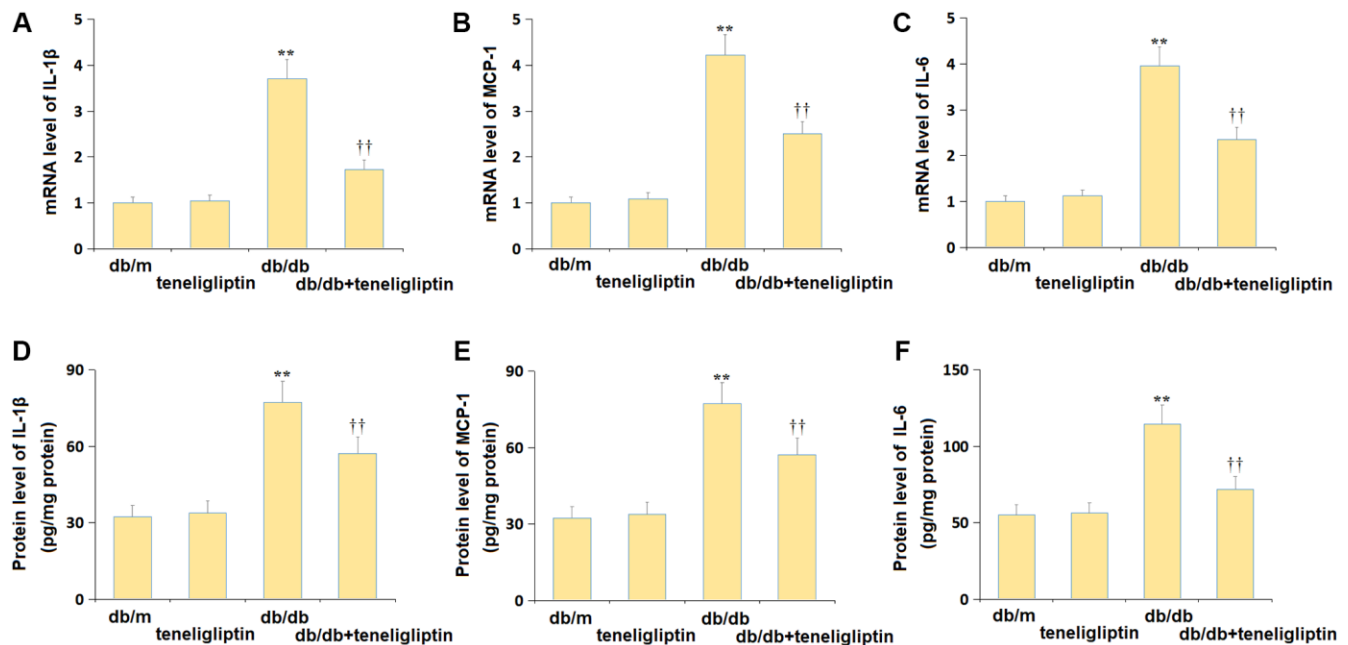 A
mRNA level of IL-1β
5
4
3
2
1
0
**
††
db/m
teneligliptin
db/db
db/db+teneligliptin
B
mRNA level of MCP-1
5
4
3
2
1
0
**
††
db/m
teneligliptin
db/db
db/db+teneligliptin
C
mRNA level of IL-6
5
4
3
2
1
0
**
††
db/m
teneligliptin
db/db
db/db+teneligliptin
D
Protein level of IL-1β
(pg/mg protein)
90
60
30
0
**
††
db/m
teneligliptin
db/db
db/db+teneligliptin
E
Protein level of MCP-1
(pg/mg protein)
90
60
30
0
**
††
db/m
teneligliptin
db/db
db/db+teneligliptin
F
Protein level of IL-6
(pg/mg protein)
150
100
50
0
**
††
db/m
teneligliptin
db/db
db/db+teneligliptin